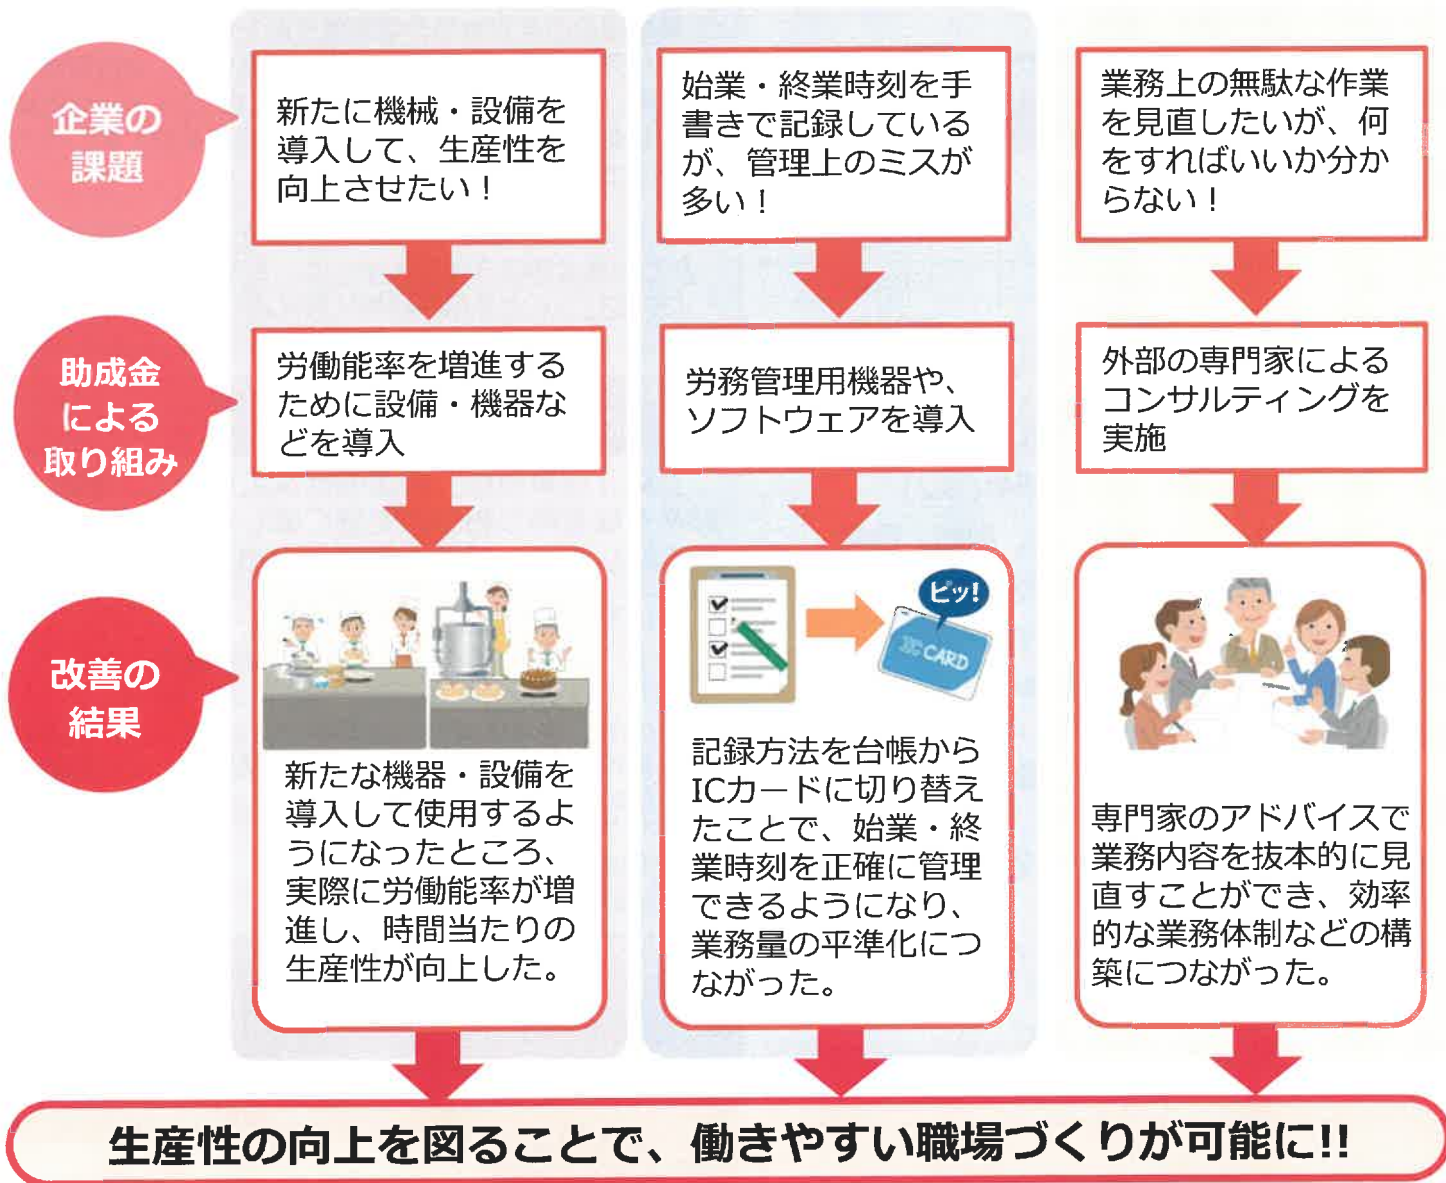 企業の
課題
新たに機械・設備を
導入して、生産性を
向上させたい！
始業・終業時刻を手
書きで記録している
が、管理上のミスが
多い！
業務上の無駄な作業
を見直したいが、何
をすればいいか分か
らない！
助成金
による
取り組み
労働能率を増進する
ために設備・機器な
どを導入
労務管理用機器や、
ソフトウェアを導入
外部の専門家による
コンサルティングを
実施
改善の
結果
新たな機器・設備を
導入して使用するよ
うになったところ、
実際に労働能率が増
進し、時間当たりの
生産性が向上した。
ピッ!
IC CARD
記録方法を台帳から
ICカードに切り替え
たことで、始業・終
業時刻を正確に管理
できるようになり、
業務量の平準化につ
ながった。
専門家のアドバイスで
業務内容を抜本的に見
直すことができ、効率
的な業務体制などの構
築につながった。
生産性の向上を図ることで、働きやすい職場づくりが可能に!!